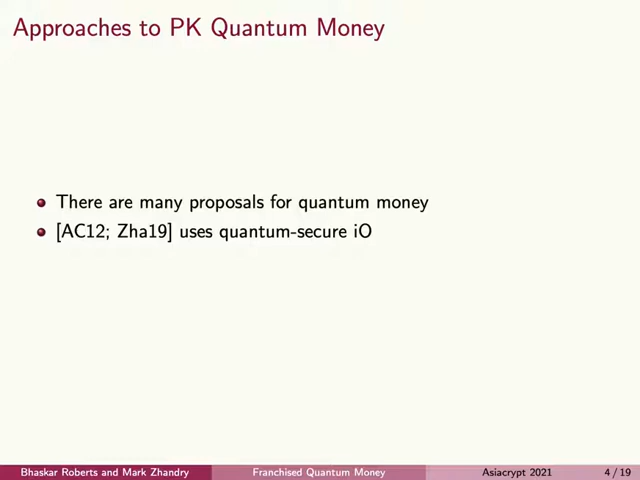 Approaches to PK Quantum Money
There are many proposals for quantum money
[AC12; Zha19] uses quantum-secure iO
Bhaskar Roberts and Mark Zhandry
Franchised Quantum Money
Asiacrypt 2021
4 / 19